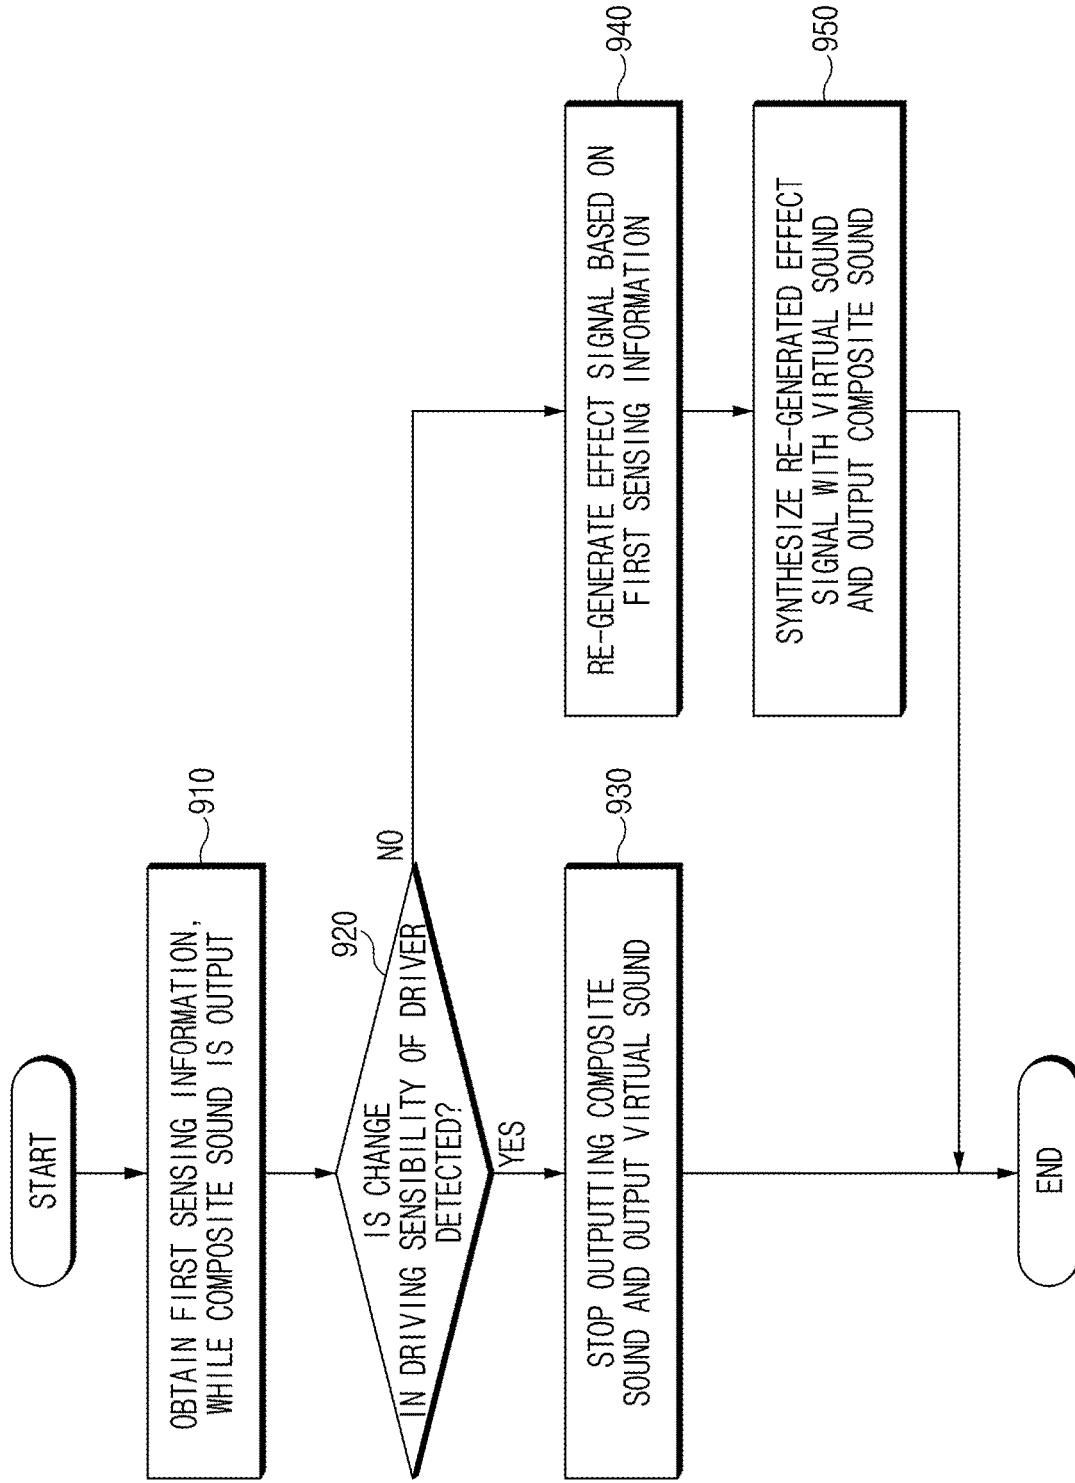 START
OBTAIN FIRST SENSING INFORMATION,
WHILE COMPOSITE SOUND IS OUTPUT
910
IS CHANGE
IN DRIVING SENSIBILITY OF DRIVER
DETECTED?
920
NO
YES
STOP OUTPUTTING COMPOSITE
SOUND AND OUTPUT VIRTUAL SOUND
930
RE-GENERATE EFFECT SIGNAL BASED ON
FIRST SENSING INFORMATION
940
SYNTHESIZE RE-GENERATED EFFECT
SIGNAL WITH VIRTUAL SOUND
AND OUTPUT COMPOSITE SOUND
950
END